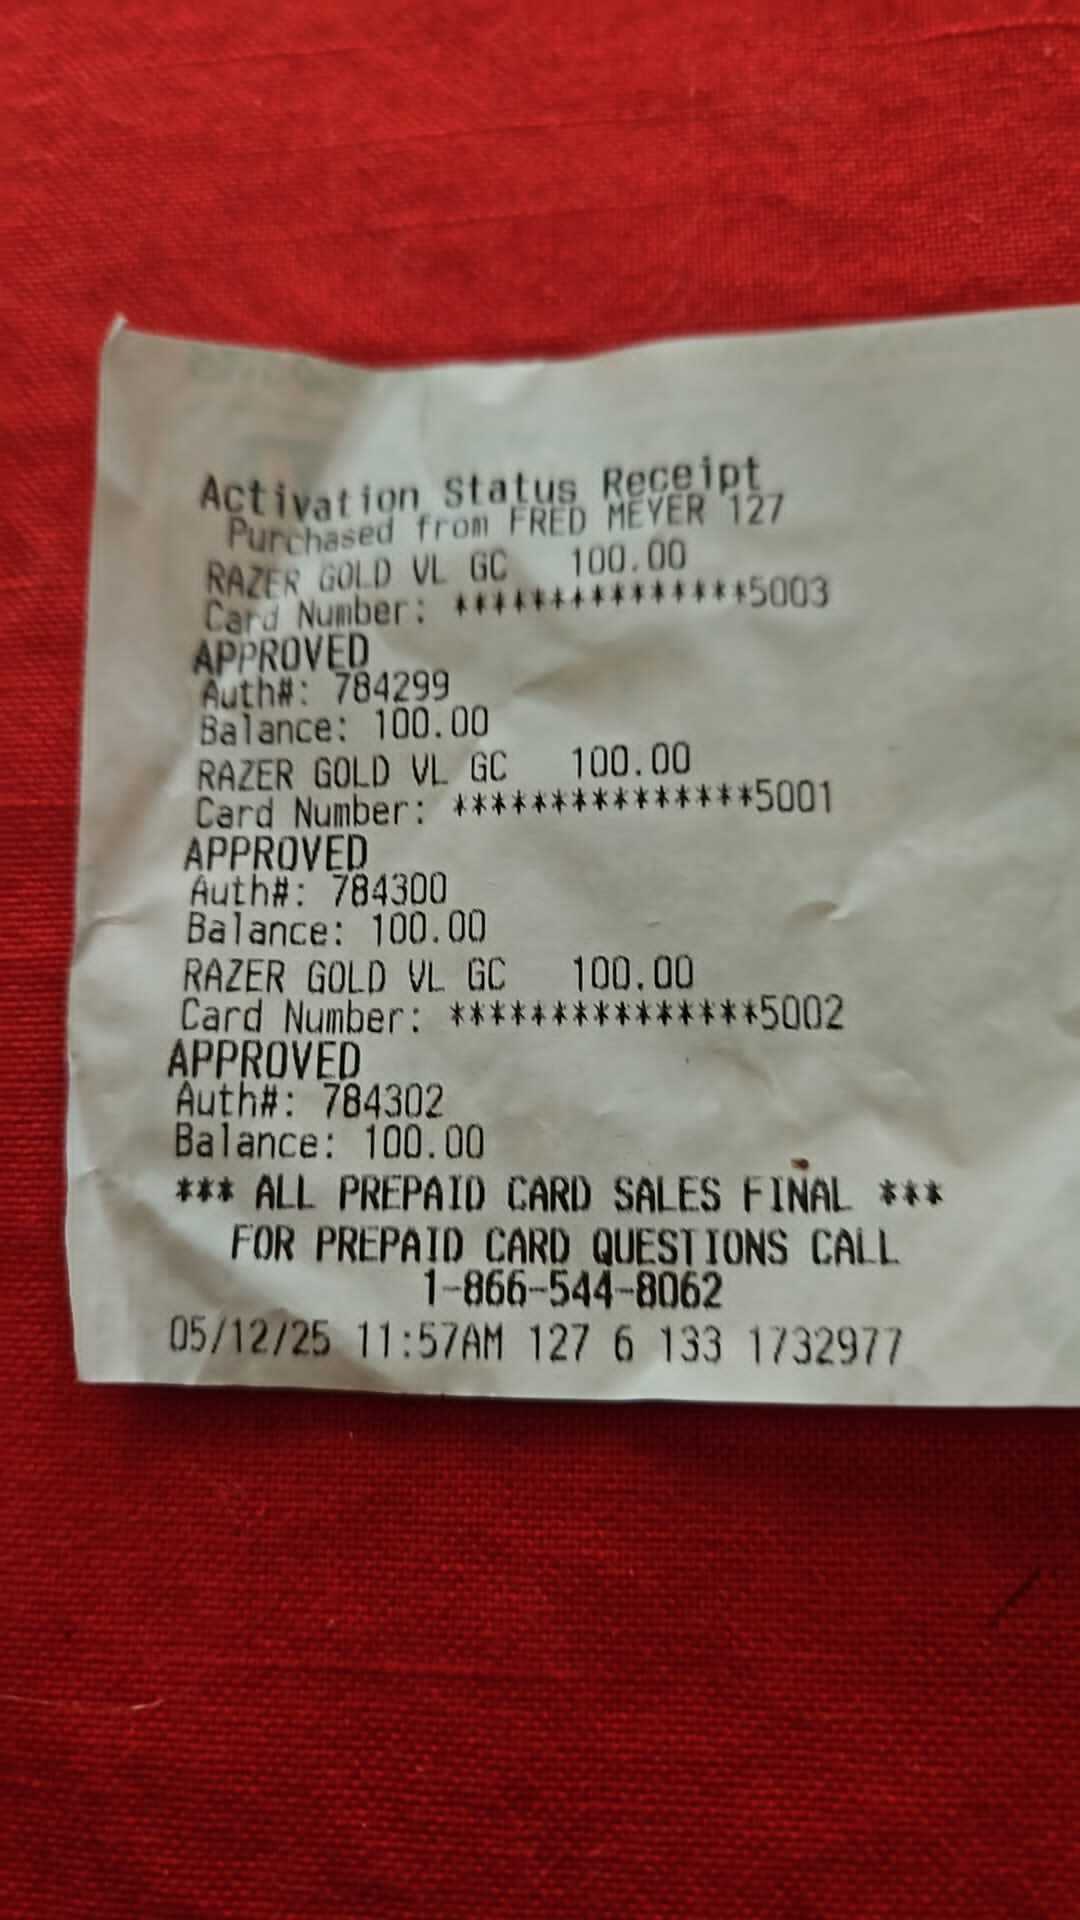 Activation Status Receipt
Purchased from FRED MEYER 127
RAZER GOLD VL GC 100.00
Card Number: ***************5003
APPROVED
Auth#: 784299
Balance: 100.00
RAZER GOLD VL GC 100.00
Card Number: ***************5001
APPROVED
Auth#: 784300
Balance: 100.00
RAZER GOLD VL GC 100.00
Card Number: ***************5002
APPROVED
Auth#: 784302
Balance: 100.00
*** ALL PREPAID CARD SALES FINAL ***
FOR PREPAID CARD QUESTIONS CALL
1-866-544-8062
05/12/25 11:57AM 127 6 133 1732977